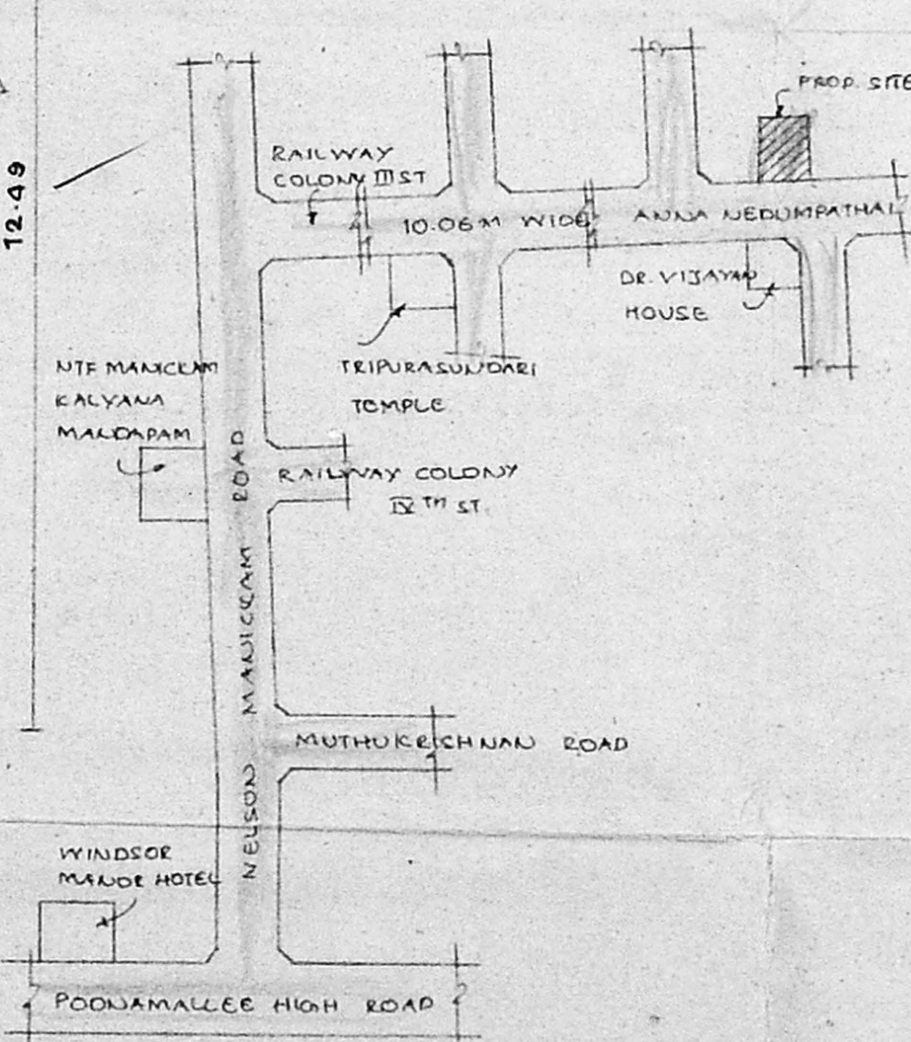 PROP. SITE
12.49
RAILWAY
COLONY III ST
10.06 M WIDE
ANNA NEDUMPATHAI
DR. VIJAYAN
HOUSE
NTF MANICKAM
KALYANA
MANDAPAM
TRIPURASUNDARI
TEMPLE
RAILWAY COLONY
IV TH ST.
NELSON MANICKAM ROAD
MUTHUKRISHNAN ROAD
WINDSOR
MANOR HOTEL
POONAMALLEE HIGH ROAD